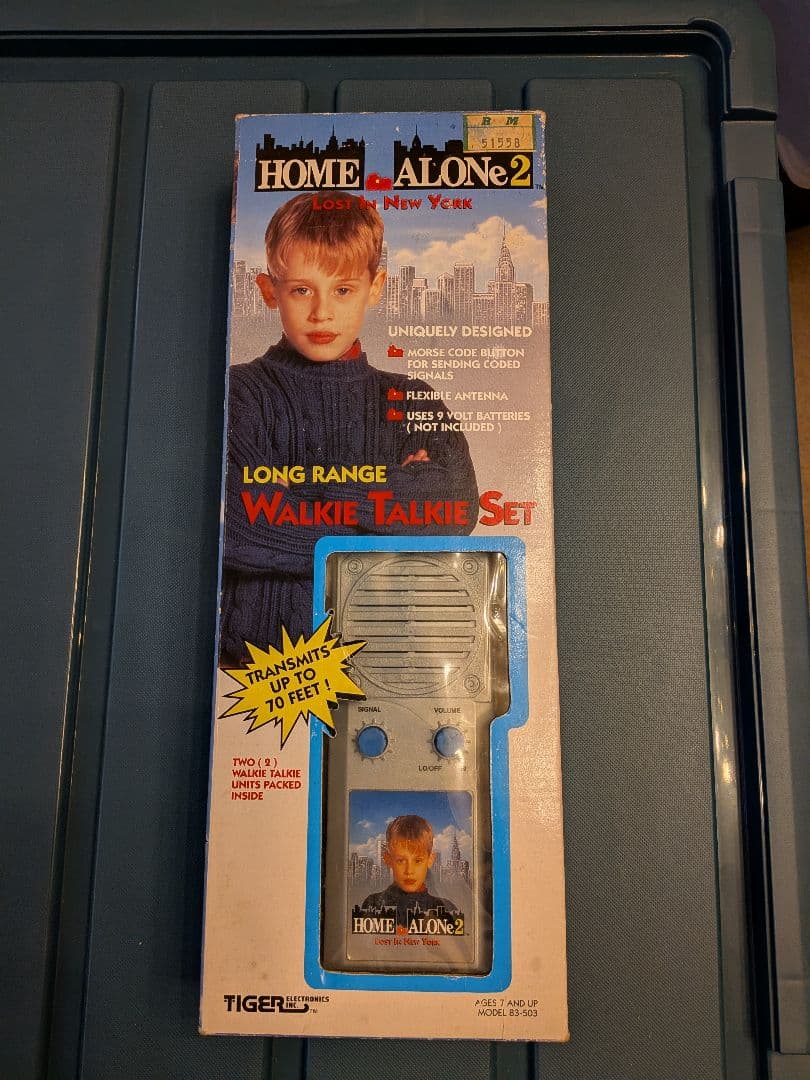 B M
51558
HOME ALONe 2 TM
LOST IN NEW YORK
UNIQUELY DESIGNED
MORSE CODE BUTTON
FOR SENDING CODED
SIGNALS
FLEXIBLE ANTENNA
USES 9 VOLT BATTERIES
( NOT INCLUDED )
LONG RANGE
WALKIE TALKIE SET
TRANSMITS
UP TO
70 FEET !
SIGNAL VOLUME
LO/OFF
TWO ( 2 )
WALKIE TALKIE
UNITS PACKED
INSIDE
HOME ALONe 2
LOST IN NEW YORK
TIGER ELECTRONICS
INC. TM
AGES 7 AND UP
MODEL 83-503